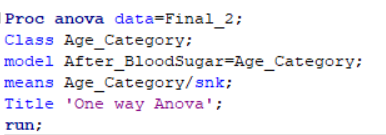 Proc anova data=Final_2;
Class Age_Category;
model After_BloodSugar=Age_Category;
means Age_Category/snk;
Title 'One way Anova';
run;